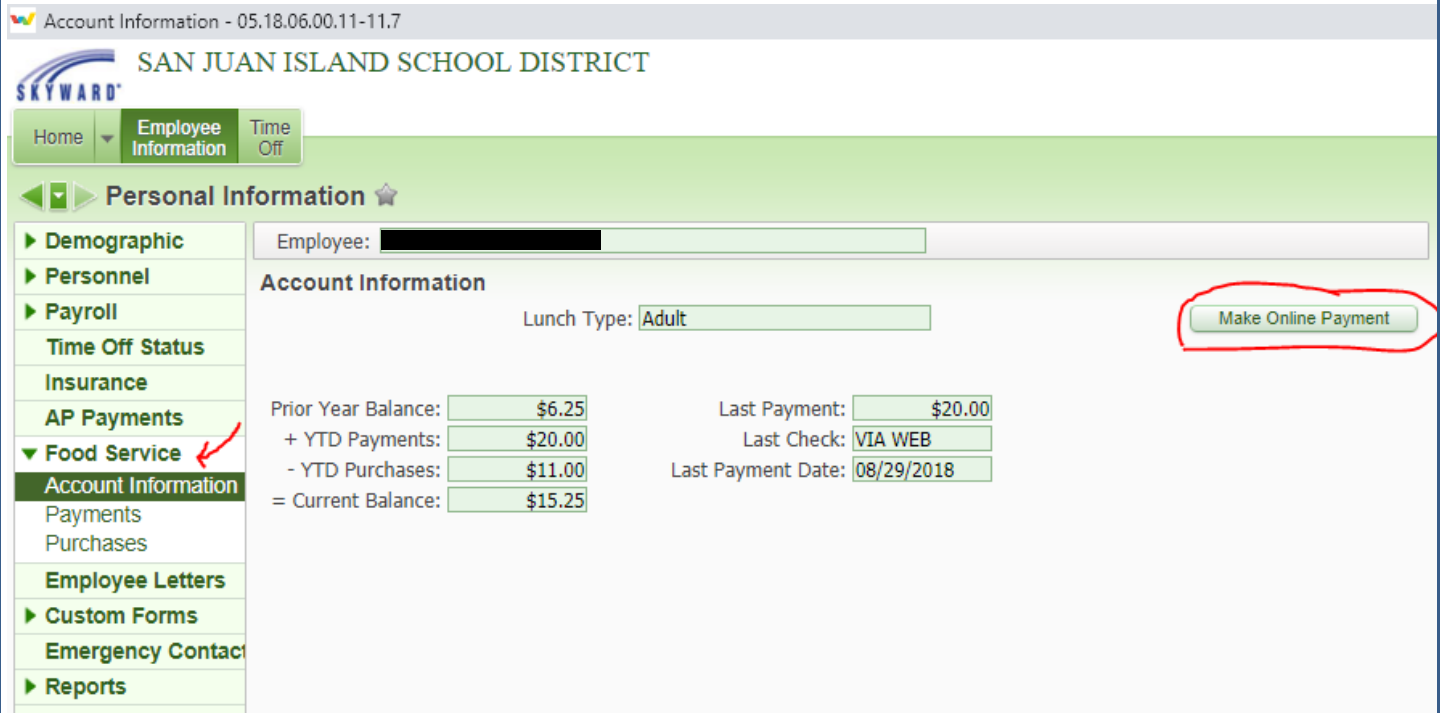 Account Information - 05.18.06.00.11-11.7
SKYWARD
SAN JUAN ISLAND SCHOOL DISTRICT
Home
Employee Information
Time Off
Personal Information
Demographic
Personnel
Payroll
Time Off Status
Insurance
AP Payments
Food Service
Account Information
Payments
Purchases
Employee Letters
Custom Forms
Emergency Contact
Reports
Employee:
Account Information
Lunch Type: Adult
Make Online Payment
Prior Year Balance: $6.25
+ YTD Payments: $20.00
- YTD Purchases: $11.00
= Current Balance: $15.25
Last Payment: $20.00
Last Check: VIA WEB
Last Payment Date: 08/29/2018